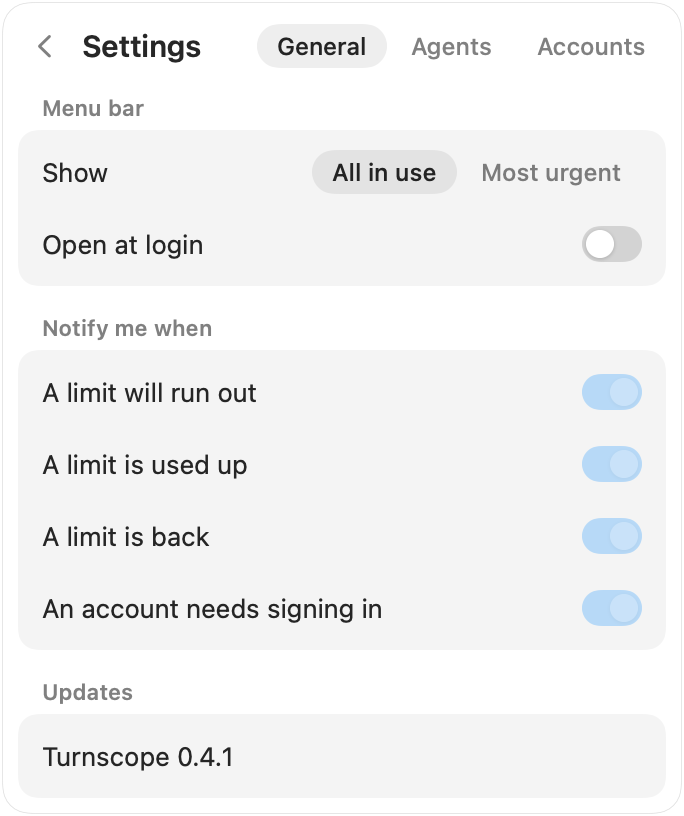 Settings General Agents Accounts
Menu bar
Show All in use Most urgent
Open at login
Notify me when
A limit will run out
A limit is used up
A limit is back
An account needs signing in
Updates
Turnscope 0.4.1